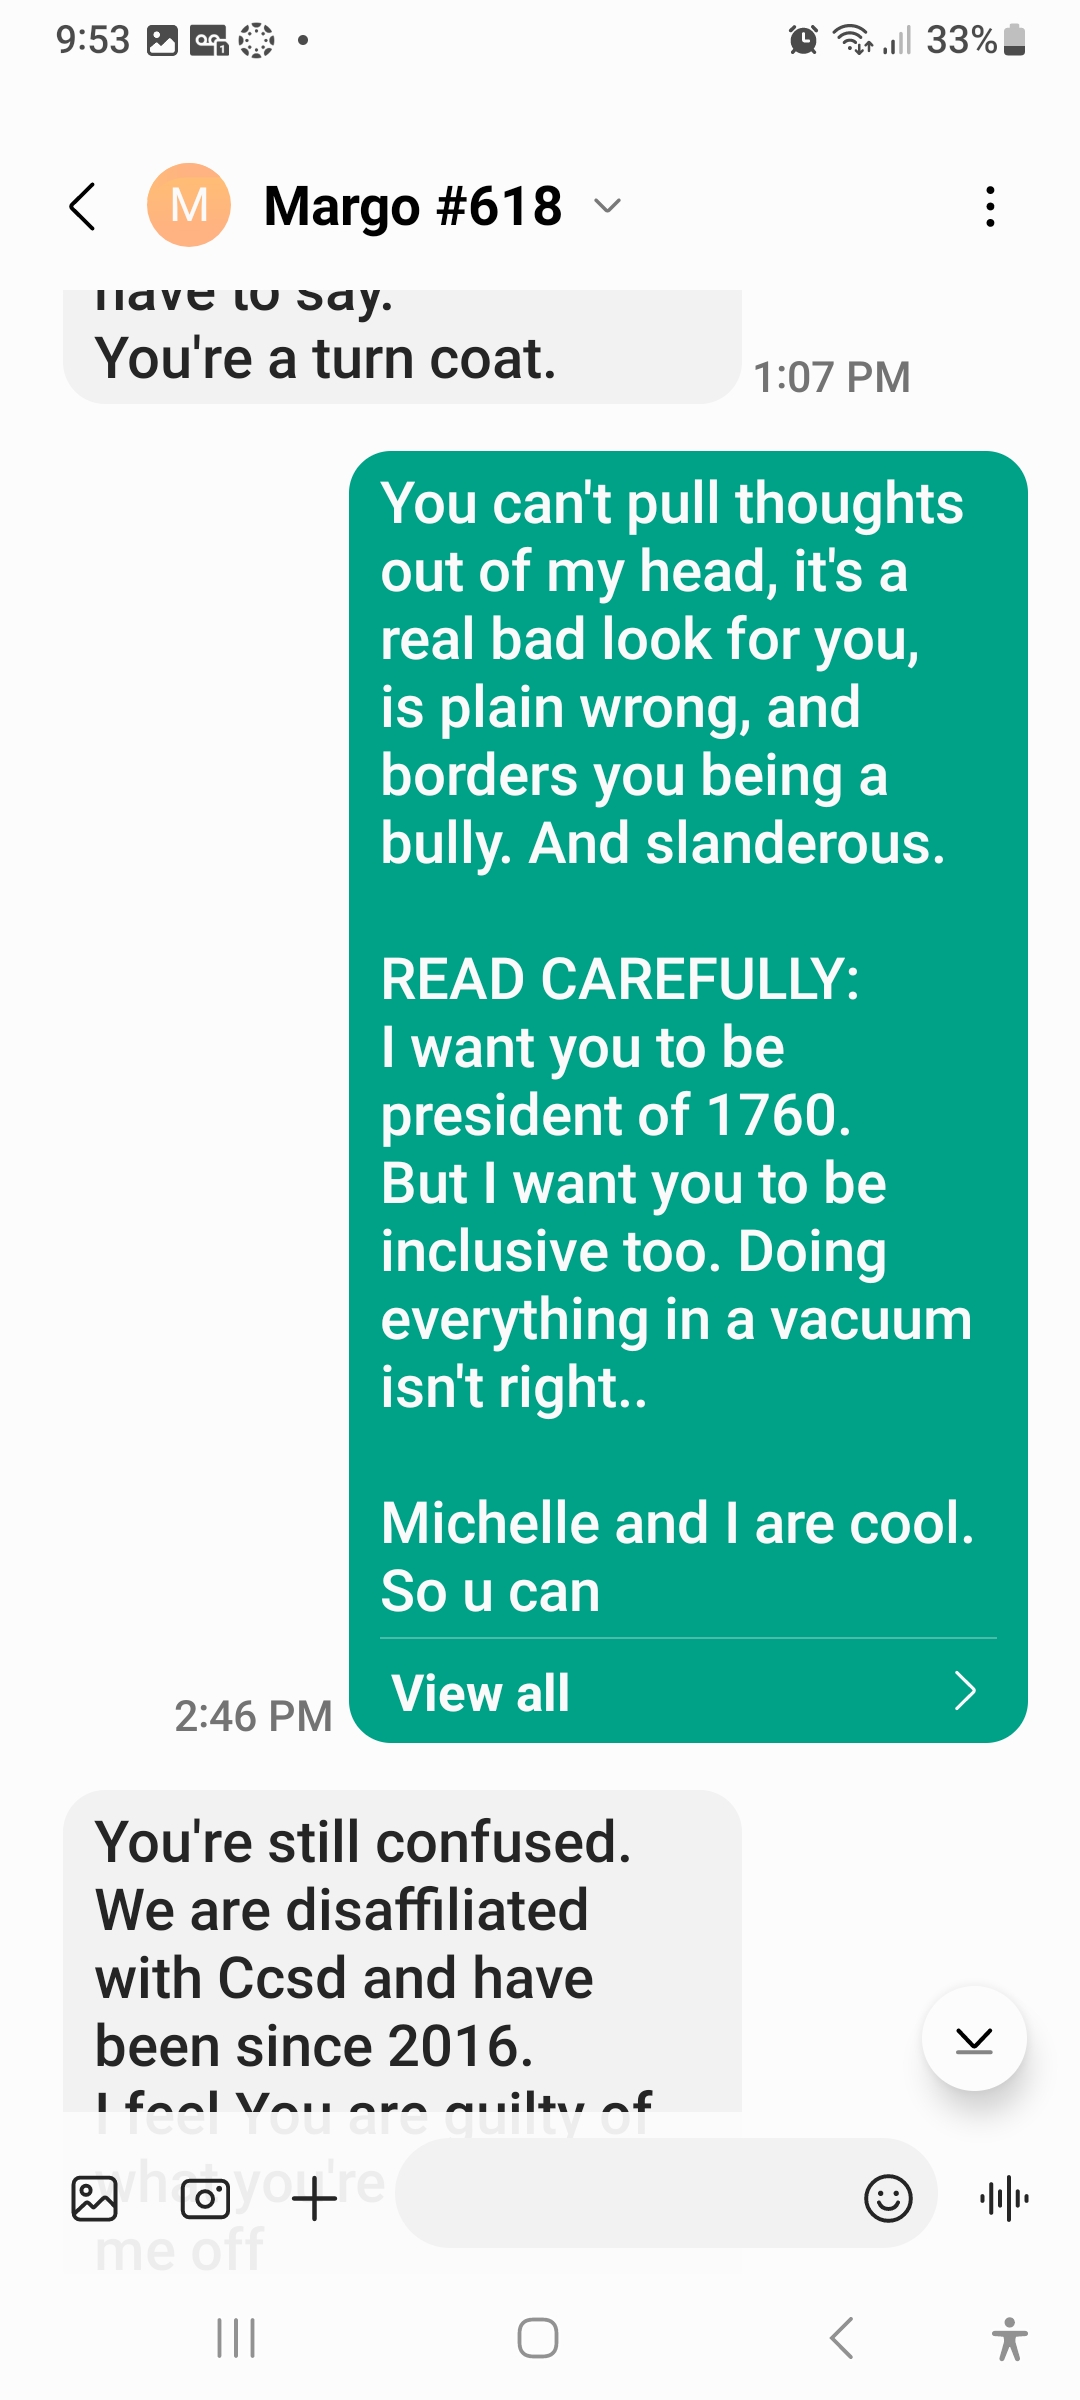 9:53
33%
M
Margo #618
have to say.
You're a turn coat.
1:07 PM
You can't pull thoughts
out of my head, it's a
real bad look for you,
is plain wrong, and
borders you being a
bully. And slanderous.
READ CAREFULLY:
I want you to be
president of 1760.
But I want you to be
inclusive too. Doing
everything in a vacuum
isn't right..
Michelle and I are cool.
So u can
View all
2:46 PM
You're still confused.
We are disaffiliated
with Ccsd and have
been since 2016.
I feel You are guilty of
what you're
me off